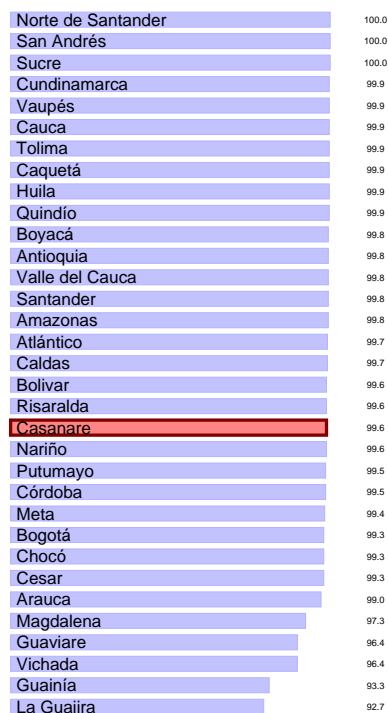 Norte de Santander 100.0
San Andrés 100.0
Sucre 100.0
Cundinamarca 99.9
Vaupés 99.9
Cauca 99.9
Tolima 99.9
Caquetá 99.9
Huila 99.9
Quindío 99.9
Boyacá 99.8
Antioquia 99.8
Valle del Cauca 99.8
Santander 99.8
Amazonas 99.8
Atlántico 99.7
Caldas 99.7
Bolivar 99.6
Risaralda 99.6
Casanare 99.6
Nariño 99.6
Putumayo 99.5
Córdoba 99.5
Meta 99.4
Bogotá 99.3
Chocó 99.3
Cesar 99.3
Arauca 99.0
Magdalena 97.3
Guaviare 96.4
Vichada 96.4
Guainía 93.3
La Guajira 92.7